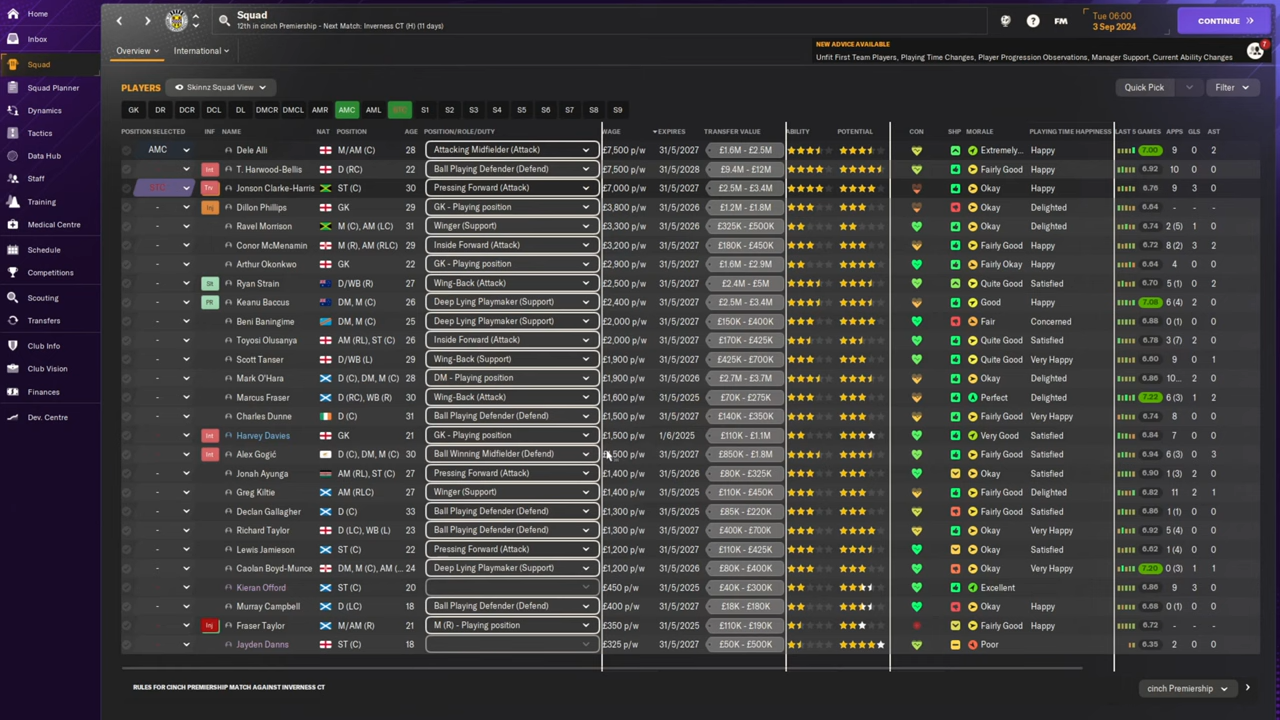 Home
Squad
12th in cinch Premiership - Next Match: Inverness CT (H) (11 days)
FM
Tue 06:00
3 Sep 2024
CONTINUE
Inbox
Squad
Overview
International
NEW ADVICE AVAILABLE
Unfit First Team Players, Playing Time Changes, Player Progression Observations, Manager Support, Current Ability Changes
7
Squad Planner
Dynamics
Tactics
Data Hub
Staff
Training
Medical Centre
Schedule
Competitions
Scouting
Transfers
Club Info
Club Vision
Finances
Dev. Centre
PLAYERS
Skinnz Squad View
Quick Pick
Filter
GK DR DCR DCL DL DMCR DMCL AMR AMC AML STC S1 S2 S3 S4 S5 S6 S7 S8 S9
POSITION SELECTED INF NAME NAT POSITION AGE POSITION/ROLE/DUTY WAGE EXPIRES TRANSFER VALUE ABILITY POTENTIAL CON SHP MORALE PLAYING TIME HAPPINESS LAST 5 GAMES APPS GLS AST
AMC Dele Alli M/AM (C) 28 Attacking Midfielder (Attack) £7,500 p/w 31/5/2027 £1.6M - £2.5M Extremely... Happy 7.00 9 0 2
Int T. Harwood-Bellis D (RC) 22 Ball Playing Defender (Defend) £7,500 p/w 31/5/2028 £9.4M - £12M Fairly Good Happy 6.92 10 0 0
STC Trv Jonson Clarke-Harris ST (C) 30 Pressing Forward (Attack) £7,000 p/w 31/5/2027 £2.5M - £3.4M Okay Happy 6.76 9 3 0
- Inj Dillon Phillips GK 29 GK - Playing position £3,800 p/w 31/5/2026 £1.2M - £1.8M Okay Delighted 6.64 - - -
- Ravel Morrison M (C), AM (LC) 31 Winger (Support) £3,300 p/w 31/5/2026 £325K - £500K Okay Delighted 6.74 2 (5) 1 0
- Conor McMenamin M (R), AM (RLC) 29 Inside Forward (Attack) £3,200 p/w 31/5/2026 £180K - £450K Fairly Good Happy 6.72 8 (2) 3 2
- Arthur Okonkwo GK 22 GK - Playing position £2,900 p/w 31/5/2027 £1.6M - £2.9M Fairly Okay Happy 6.64 4 0 0
- St Ryan Strain D/WB (R) 27 Wing-Back (Attack) £2,500 p/w 31/5/2027 £2.4M - £5M Quite Good Satisfied 6.70 5 (1) 0 2
- PR Keanu Baccus DM, M (C) 26 Deep Lying Playmaker (Support) £2,400 p/w 31/5/2027 £2.5M - £3.4M Good Happy 7.08 6 (4) 2 0
- Beni Baningime DM, M (C) 25 Deep Lying Playmaker (Support) £2,000 p/w 31/5/2027 £150K - £400K Fair Concerned 6.88 0 (1) 0 0
- Toyosi Olusanya AM (RL), ST (C) 26 Inside Forward (Attack) £2,000 p/w 31/5/2027 £170K - £425K Quite Good Satisfied 6.78 3 (7) 2 0
- Scott Tanser D/WB (L) 29 Wing-Back (Support) £1,900 p/w 31/5/2027 £425K - £700K Fairly Good Very Happy 6.60 9 0 1
- Mark O'Hara D (C), DM, M (C) 28 DM - Playing position £1,900 p/w 31/5/2026 £2.7M - £3.7M Okay Delighted 6.86 10... 2 0
- Marcus Fraser D (RC), WB (R) 30 Wing-Back (Attack) £1,600 p/w 31/5/2026 £70K - £275K Perfect Delighted 7.22 6 (3) 1 2
- Charles Dunne D (C) 31 Ball Playing Defender (Defend) £1,500 p/w 31/5/2027 £140K - £350K Fairly Good Very Happy 6.74 8 0 0
- Int Harvey Davies GK 21 GK - Playing position £1,500 p/w 1/6/2025 £110K - £1.1M Very Good Satisfied 6.84 7 0 0
- Int Alex Gogić D (C), DM, M (C) 30 Ball Winning Midfielder (Defend) 31/5/2027 £850K - £1.8M Fairly Good Satisfied 6.94 6 (3) 0 3
- Jonah Ayunga AM (RL), ST (C) 27 Pressing Forward (Attack) £1,400 p/w 31/5/2027 £80K - £325K Okay Satisfied 6.90 1 (3) 2 0
- Greg Kiltie AM (RLC) 27 Winger (Support) £1,400 p/w 31/5/2025 £110K - £450K Fairly Good Delighted 6.82 11 2 1
- Declan Gallagher D (C) 33 Ball Playing Defender (Defend) £1,300 p/w 31/5/2025 £85K - £220K Fairly Good Satisfied 6.86 1 (1) 0 0
- Richard Taylor D (LC), WB (L) 23 Ball Playing Defender (Defend) £1,300 p/w 31/5/2027 £400K - £700K Okay Very Happy 6.92 5 (4) 0 0
- Lewis Jamieson ST (C) 22 Pressing Forward (Attack) £1,200 p/w 31/5/2027 £110K - £425K Okay Satisfied 6.62 1 (4) 0 0
- Caolan Boyd-Munce DM, M (C), AM (... 24 Deep Lying Playmaker (Support) £1,200 p/w 31/5/2026 £80K - £400K Okay Very Happy 7.20 0 (3) 1 1
- Kieran Offord ST (C) 20 £450 p/w 31/5/2025 £40K - £300K Excellent 6.86 9 3 0
- Murray Campbell D (LC) 18 Ball Playing Defender (Defend) £400 p/w 31/5/2027 £18K - £180K Okay Happy 6.68 0 (1) 0 0
Inj Fraser Taylor M/AM (R) 21 M (R) - Playing position £350 p/w 31/5/2025 £110K - £190K Fairly Good Happy 6.72 - - -
Jayden Danns ST (C) 18 £325 p/w 31/5/2027 £50K - £500K Poor 6.35 2 0 0
RULES FOR CINCH PREMIERSHIP MATCH AGAINST INVERNESS CT
cinch Premiership